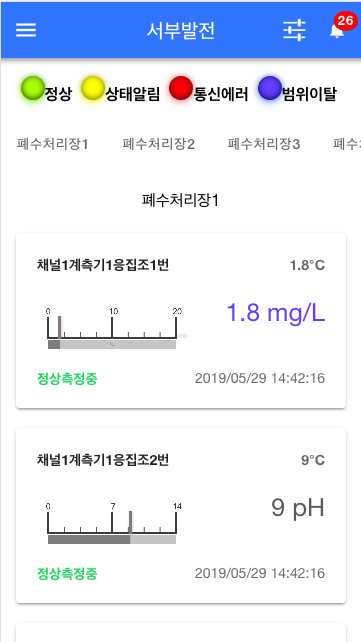 서부발전
26
정상 상태알림 통신에러 범위이탈
폐수처리장1 폐수처리장2 폐수처리장3
폐수처리장1
채널1계측기1응집조1번 1.8°C
0 10 20
1.8 mg/L
정상측정중 2019/05/29 14:42:16
채널1계측기1응집조2번 9°C
0 7 14
9 pH
정상측정중 2019/05/29 14:42:16